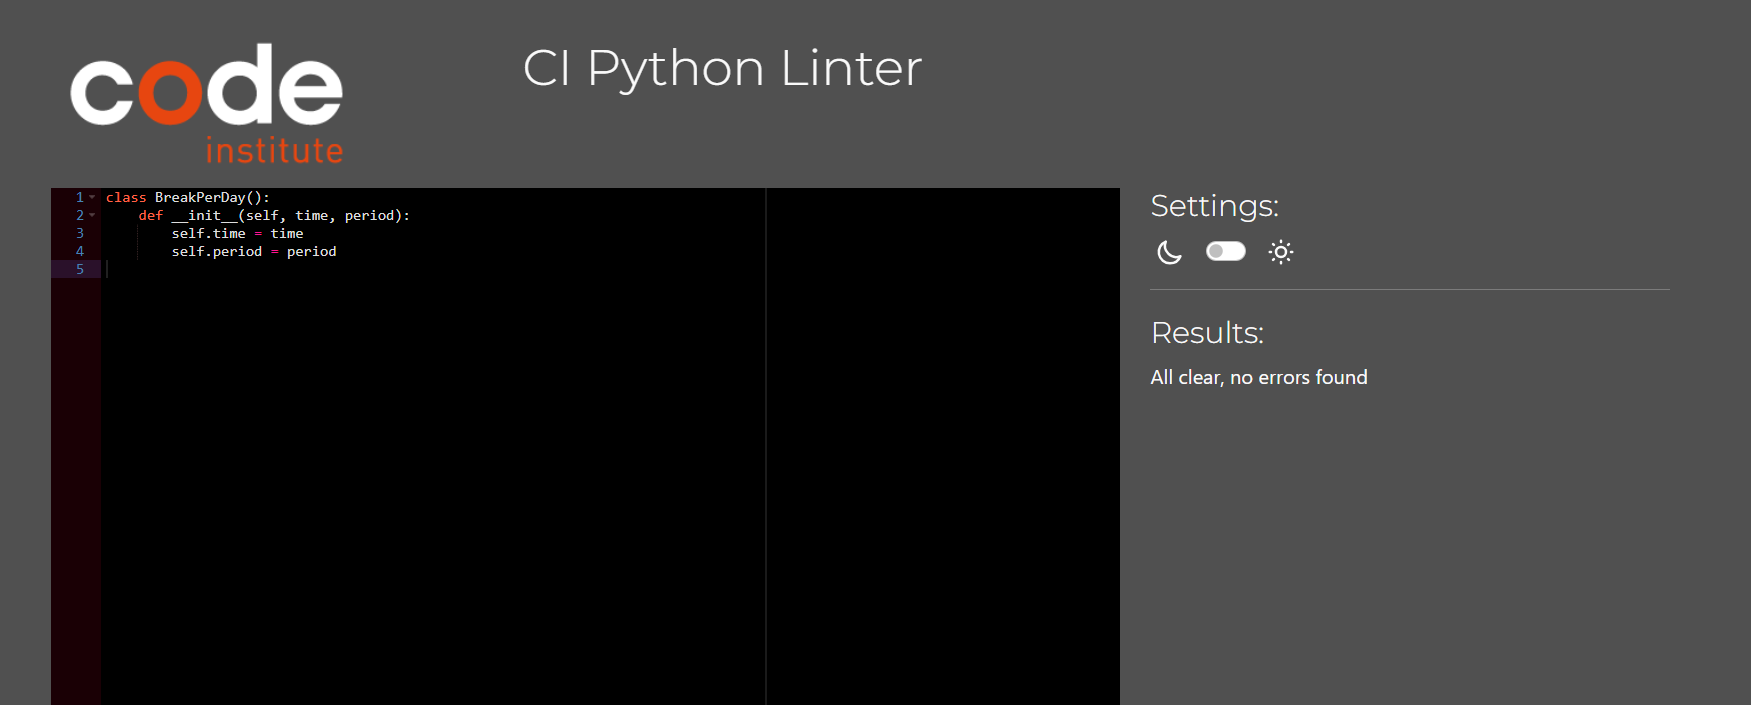 code
institute
CI Python Linter
1 class BreakPerDay():
2     def __init__(self, time, period):
3         self.time = time
4         self.period = period
5
Settings:
Results:
All clear, no errors found